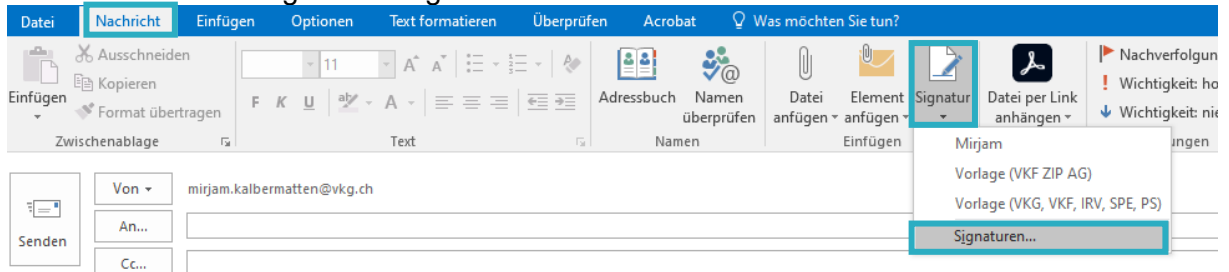 Datei Nachricht Einfügen Optionen Text formatieren Überprüfen Acrobat Was möchten Sie tun?
Ausschneiden
Kopieren
Format übertragen
Einfügen
Zwischenablage
11
F K U
Text
Adressbuch
Namen überprüfen
Namen
Datei anfügen
Element anfügen
Signatur
Datei per Link anhängen
Einfügen
Nachverfolgun
Wichtigkeit: ho
Wichtigkeit: nie
ungen
Mirjam
Vorlage (VKF ZIP AG)
Vorlage (VKG, VKF, IRV, SPE, PS)
Signaturen...
Senden
Von mirjam.kalbermatten@vkg.ch
An...
Cc...